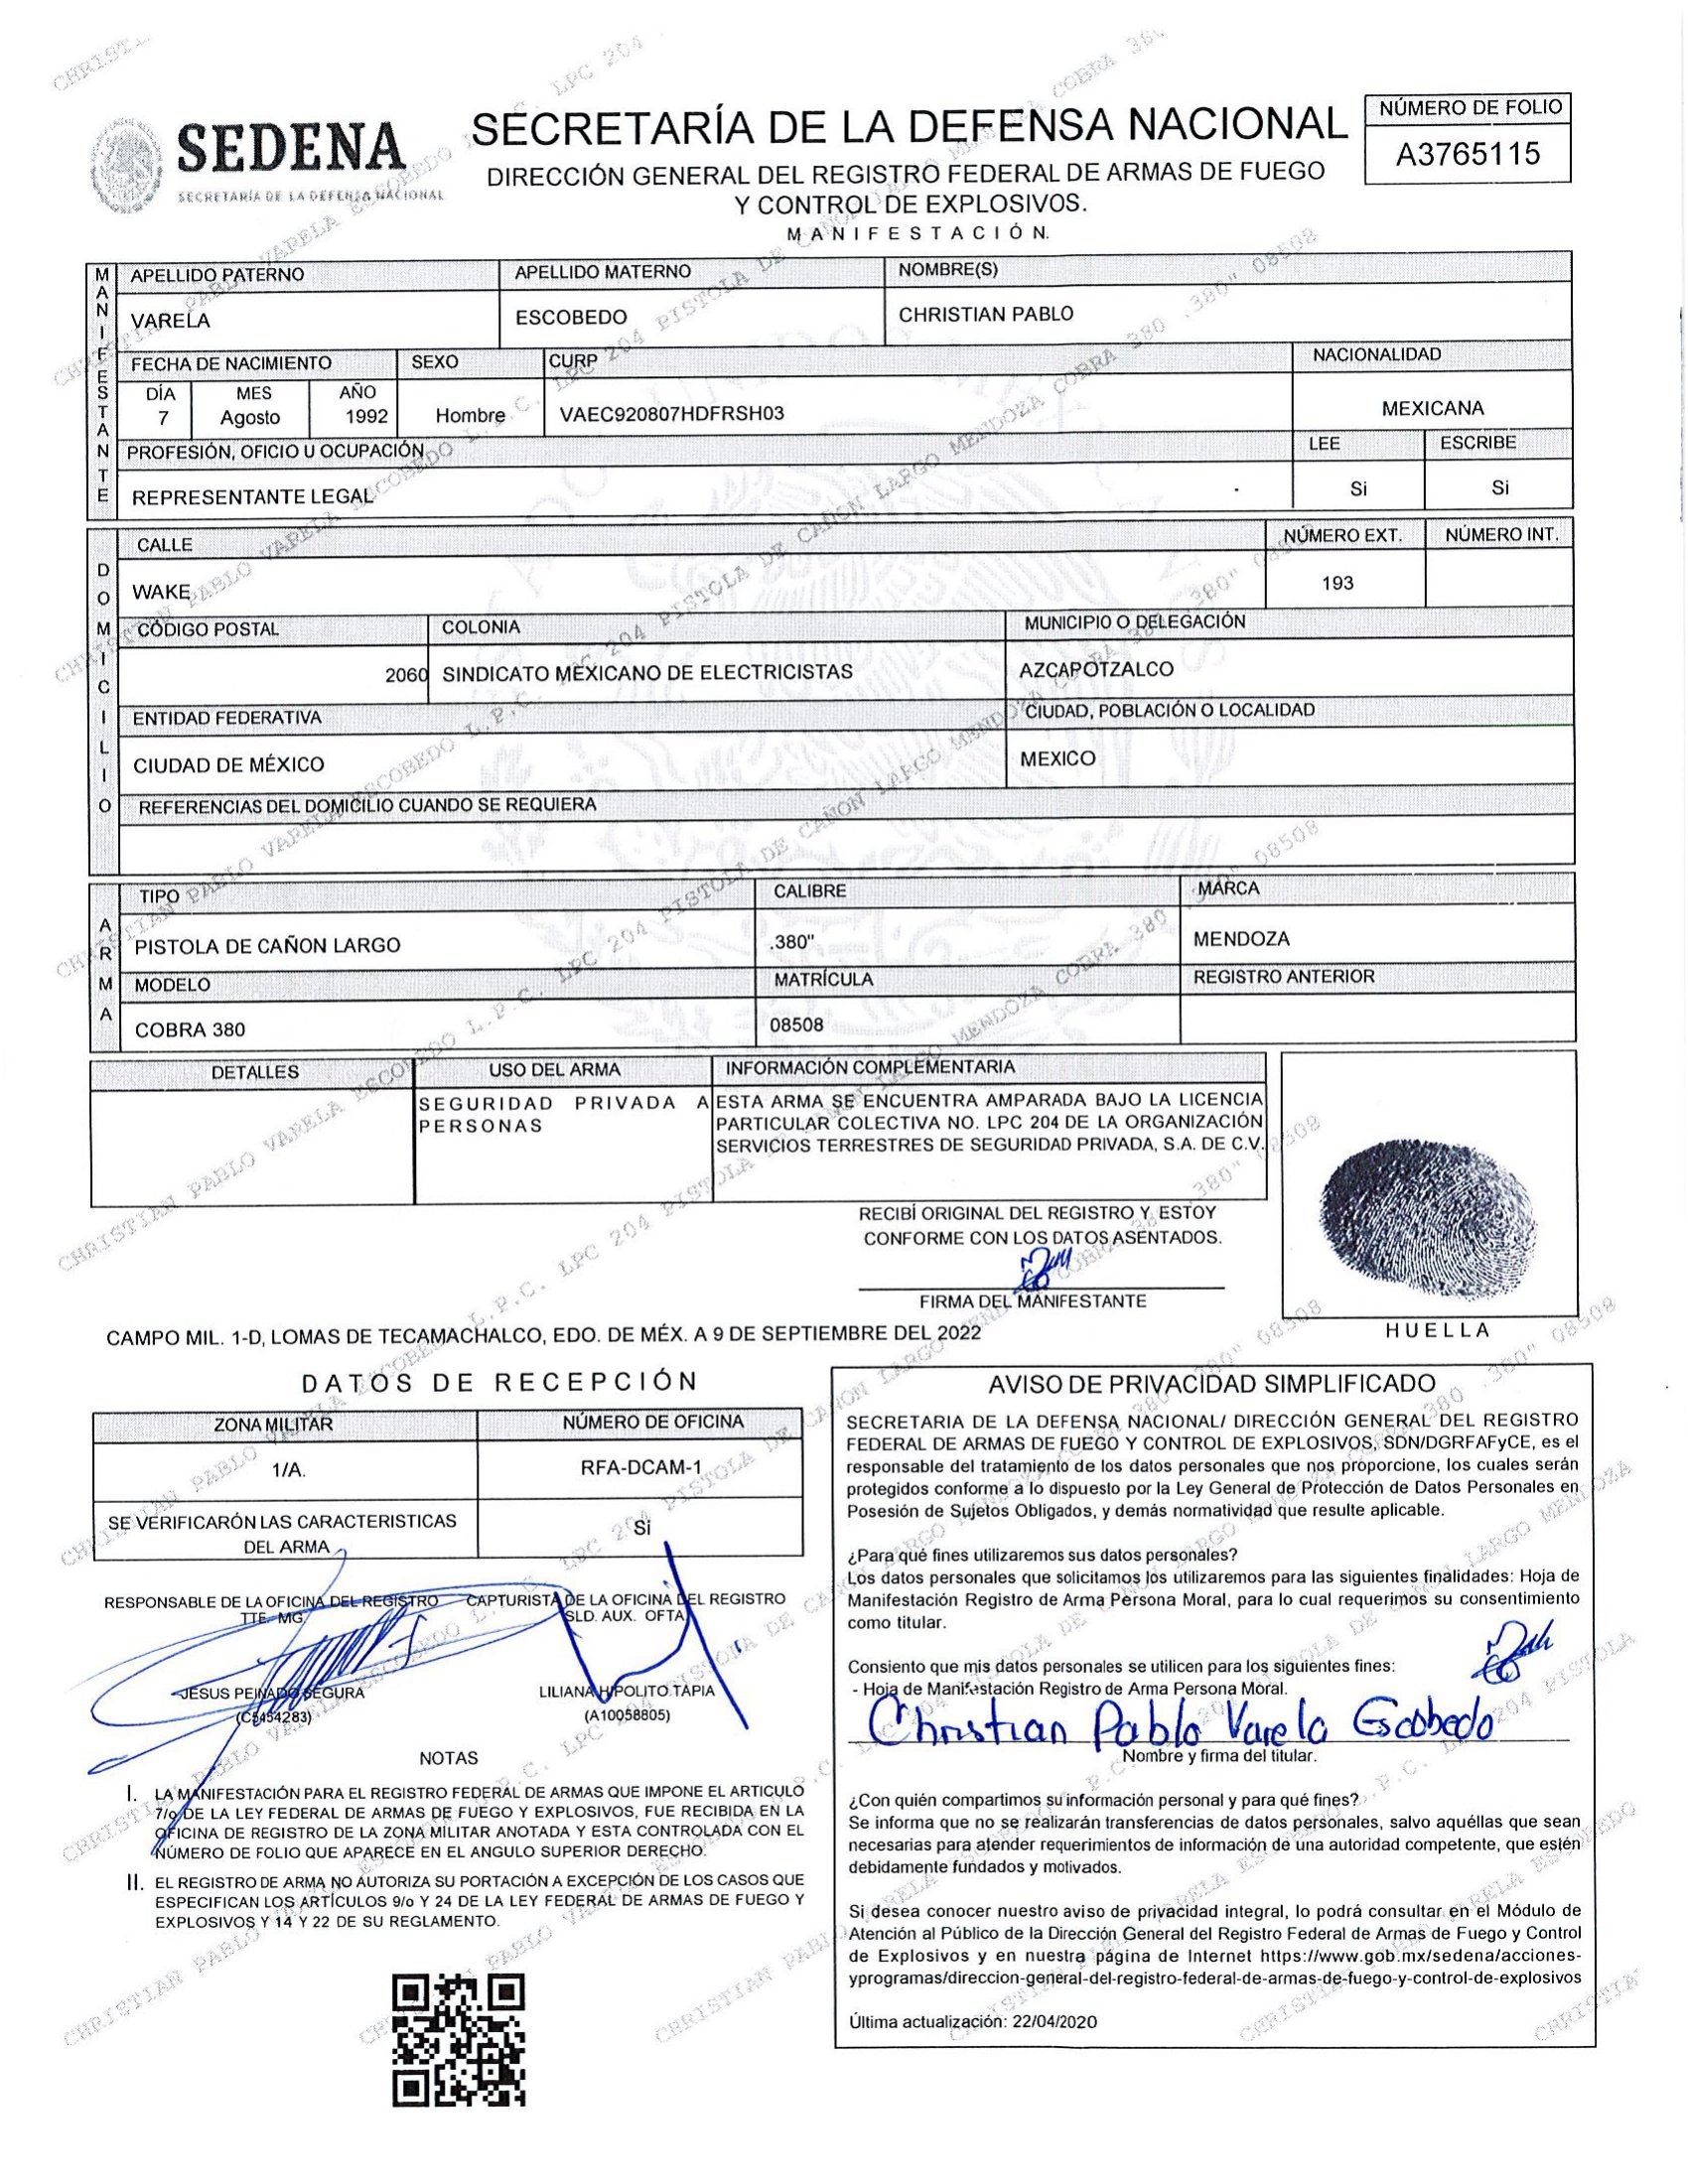 SEDENA
SECRETARÍA DE LA DEFENSA NACIONAL
SECRETARÍA DE LA DEFENSA NACIONAL
DIRECCIÓN GENERAL DEL REGISTRO FEDERAL DE ARMAS DE FUEGO
Y CONTROL DE EXPLOSIVOS.
MANIFESTACIÓN.
NÚMERO DE FOLIO
A3765115
MANIFESTANTE
APELLIDO PATERNO APELLIDO MATERNO NOMBRE(S)
VARELA ESCOBEDO CHRISTIAN PABLO
FECHA DE NACIMIENTO SEXO CURP NACIONALIDAD
DÍA MES AÑO
7 Agosto 1992 Hombre VAEC920807HDFRSH03 MEXICANA
PROFESIÓN, OFICIO U OCUPACIÓN LEE ESCRIBE
REPRESENTANTE LEGAL Si Si
DOMICILIO
CALLE NÚMERO EXT. NÚMERO INT.
WAKE 193
CÓDIGO POSTAL COLONIA MUNICIPIO O DELEGACIÓN
2060 SINDICATO MEXICANO DE ELECTRICISTAS AZCAPOTZALCO
ENTIDAD FEDERATIVA CIUDAD, POBLACIÓN O LOCALIDAD
CIUDAD DE MÉXICO MEXICO
REFERENCIAS DEL DOMICILIO CUANDO SE REQUIERA
ARMA
TIPO CALIBRE MARCA
PISTOLA DE CAÑON LARGO .380" MENDOZA
MODELO MATRÍCULA REGISTRO ANTERIOR
COBRA 380 08508
DETALLES USO DEL ARMA INFORMACIÓN COMPLEMENTARIA
SEGURIDAD PRIVADA A
PERSONAS
ESTA ARMA SE ENCUENTRA AMPARADA BAJO LA LICENCIA
PARTICULAR COLECTIVA NO. LPC 204 DE LA ORGANIZACIÓN
SERVICIOS TERRESTRES DE SEGURIDAD PRIVADA, S.A. DE C.V.
RECIBÍ ORIGINAL DEL REGISTRO Y ESTOY
CONFORME CON LOS DATOS ASENTADOS.
FIRMA DEL MANIFESTANTE
HUELLA
CAMPO MIL. 1-D, LOMAS DE TECAMACHALCO, EDO. DE MÉX. A 9 DE SEPTIEMBRE DEL 2022
DATOS DE RECEPCIÓN
ZONA MILITAR NÚMERO DE OFICINA
1/A. RFA-DCAM-1
SE VERIFICARÓN LAS CARACTERISTICAS
DEL ARMA
Si
RESPONSABLE DE LA OFICINA DEL REGISTRO
TTE. MG.
JESUS PEINADO SEGURA
(C5454283)
CAPTURISTA DE LA OFICINA DEL REGISTRO
SLD. AUX. OFTA.
LILIANA HIPOLITO TAPIA
(A10058805)
NOTAS
I. LA MANIFESTACIÓN PARA EL REGISTRO FEDERAL DE ARMAS QUE IMPONE EL ARTICULO
7/o DE LA LEY FEDERAL DE ARMAS DE FUEGO Y EXPLOSIVOS, FUE RECIBIDA EN LA
OFICINA DE REGISTRO DE LA ZONA MILITAR ANOTADA Y ESTA CONTROLADA CON EL
NÚMERO DE FOLIO QUE APARECE EN EL ANGULO SUPERIOR DERECHO.
II. EL REGISTRO DE ARMA NO AUTORIZA SU PORTACIÓN A EXCEPCIÓN DE LOS CASOS QUE
ESPECIFICAN LOS ARTÍCULOS 9/o Y 24 DE LA LEY FEDERAL DE ARMAS DE FUEGO Y
EXPLOSIVOS Y 14 Y 22 DE SU REGLAMENTO.
AVISO DE PRIVACIDAD SIMPLIFICADO
SECRETARIA DE LA DEFENSA NACIONAL/ DIRECCIÓN GENERAL DEL REGISTRO
FEDERAL DE ARMAS DE FUEGO Y CONTROL DE EXPLOSIVOS, SDN/DGRFAFyCE, es el
responsable del tratamiento de los datos personales que nos proporcione, los cuales serán
protegidos conforme a lo dispuesto por la Ley General de Protección de Datos Personales en
Posesión de Sujetos Obligados, y demás normatividad que resulte aplicable.
¿Para qué fines utilizaremos sus datos personales?
Los datos personales que solicitamos los utilizaremos para las siguientes finalidades: Hoja de
Manifestación Registro de Arma Persona Moral, para lo cual requerimos su consentimiento
como titular.
Consiento que mis datos personales se utilicen para los siguientes fines:
- Hoja de Manifestación Registro de Arma Persona Moral.
Christian Pablo Varela Escobedo
Nombre y firma del titular.
¿Con quién compartimos su información personal y para qué fines?
Se informa que no se realizarán transferencias de datos personales, salvo aquéllas que sean
necesarias para atender requerimientos de información de una autoridad competente, que estén
debidamente fundados y motivados.
Si desea conocer nuestro aviso de privacidad integral, lo podrá consultar en el Módulo de
Atención al Público de la Dirección General del Registro Federal de Armas de Fuego y Control
de Explosivos y en nuestra página de Internet https://www.gob.mx/sedena/acciones-
yprogramas/direccion-general-del-registro-federal-de-armas-de-fuego-y-control-de-explosivos
Última actualización: 22/04/2020